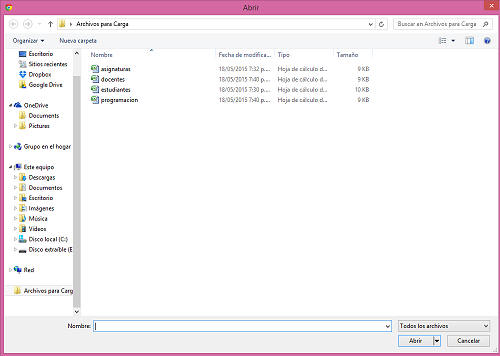 Abrir
Archivos para Carga
Buscar en Archivos para Carga
Organizar
Nueva carpeta
Nombre
Fecha de modifica...
Tipo
Tamaño
Escritorio
Sitios recientes
Dropbox
Google Drive
OneDrive
Documents
Pictures
Grupo en el hogar
Este equipo
Descargas
Documentos
Escritorio
Imágenes
Música
Videos
Disco local (C:)
Disco extraíble (E
Red
Archivos para Carg
asignaturas 18/05/2015 7:32 p.... Hoja de cálculo d... 9 KB
docentes 18/05/2015 7:40 p.... Hoja de cálculo d... 9 KB
estudiantes 18/05/2015 7:30 p.... Hoja de cálculo d... 10 KB
programacion 18/05/2015 7:40 p.... Hoja de cálculo d... 9 KB
Nombre:
Todos los archivos
Abrir
Cancelar